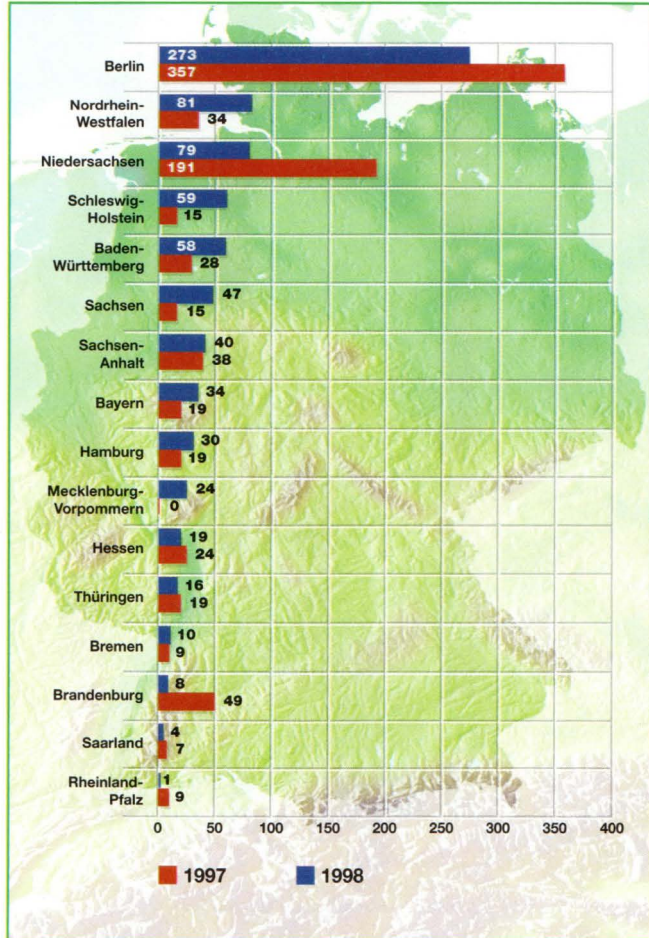 Berlin
273
357
Nordrhein-
Westfalen
81
34
Niedersachsen
79
191
Schleswig-
Holstein
59
15
Baden-
Württemberg
58
28
Sachsen
47
15
Sachsen-
Anhalt
40
38
Bayern
34
19
Hamburg
30
19
Mecklenburg-
Vorpommern
24
0
Hessen
19
24
Thüringen
16
19
Bremen
10
9
Brandenburg
8
49
Saarland
4
7
Rheinland-
Pfalz
1
9
0 50 100 150 200 250 300 350 400
1997 1998